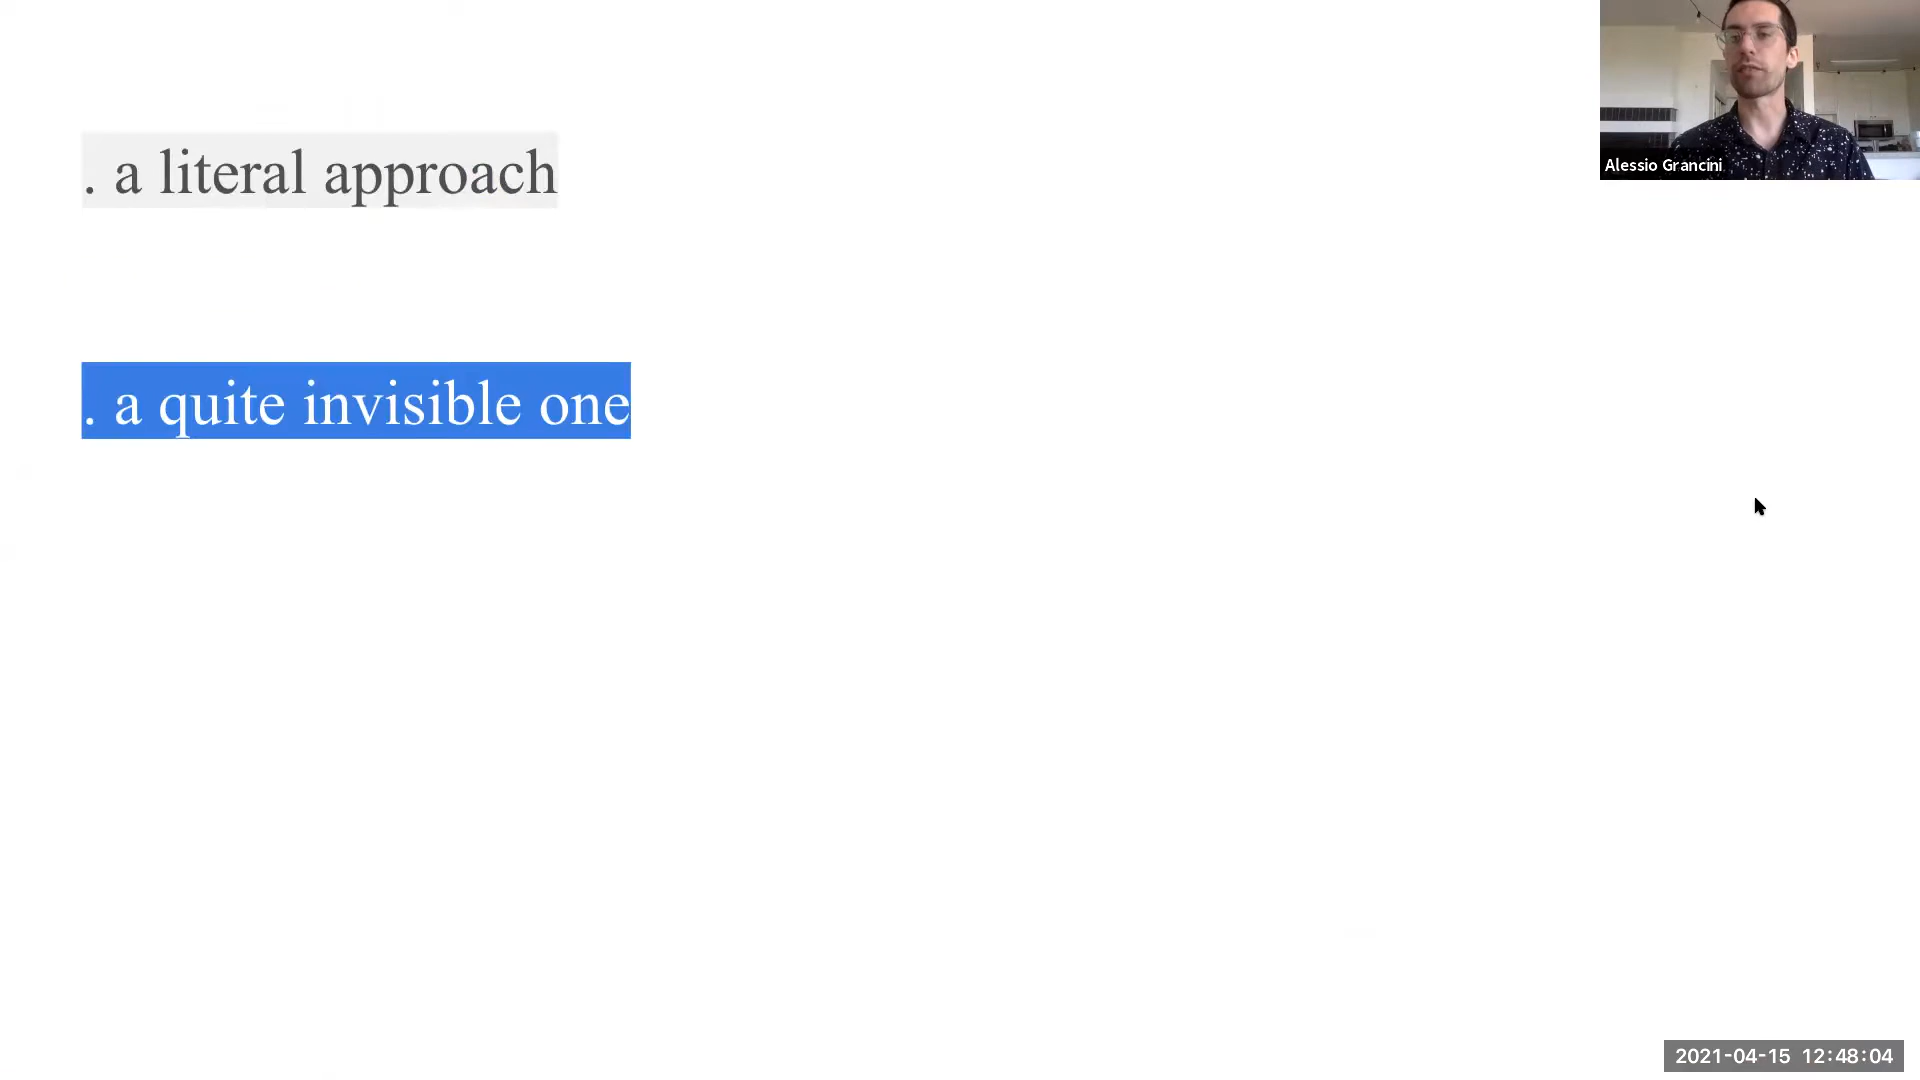 . a literal approach
Alessio Grancini
. a quite invisible one
2021-04-15 12:48:04